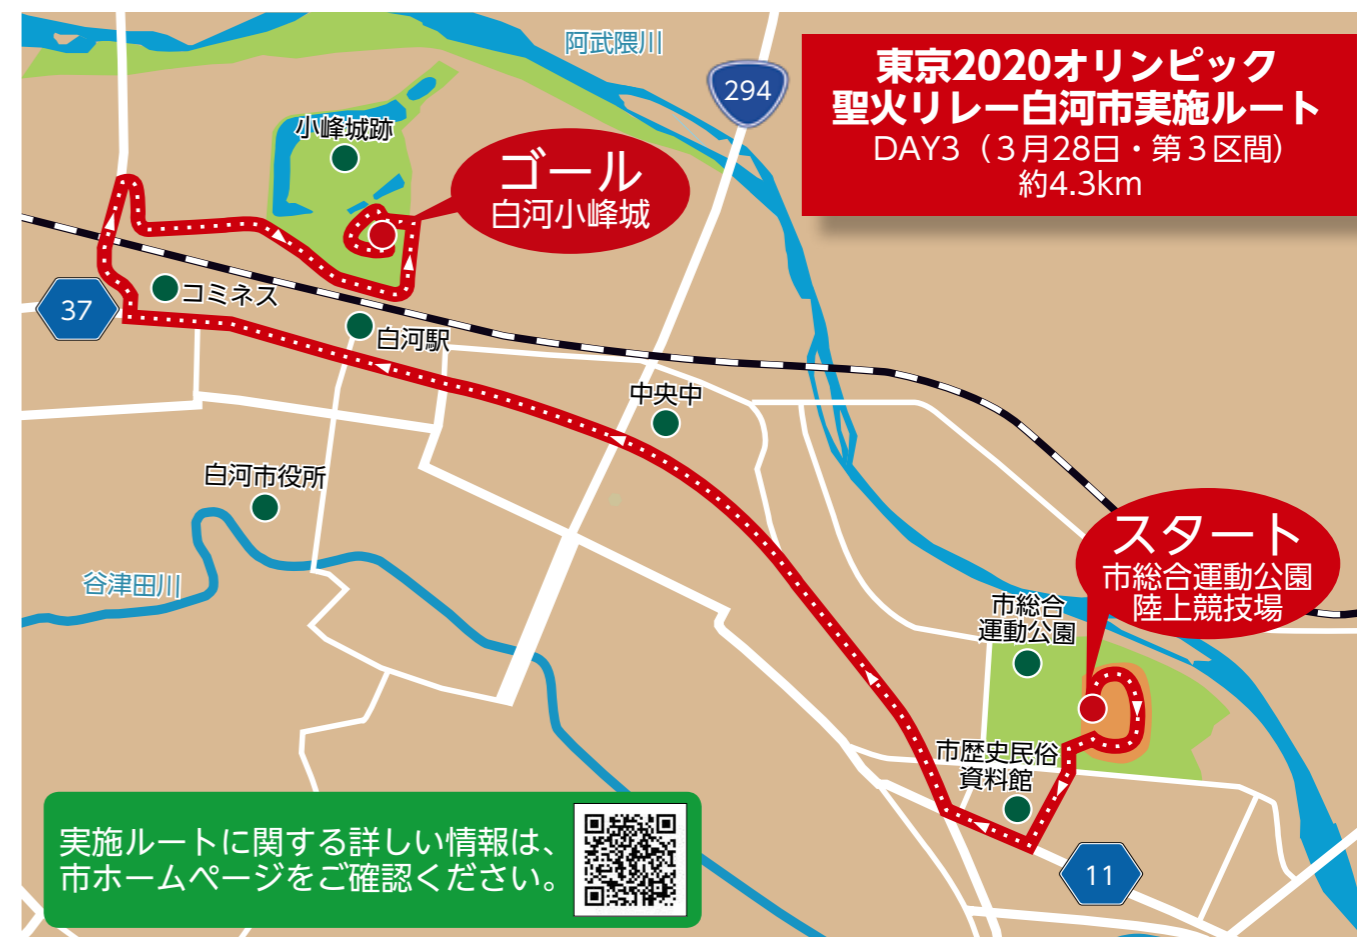 東京2020オリンピック
聖火リレー白河市実施ルート
DAY3（3月28日・第3区間）
約4.3km
阿武隈川
294
小峰城跡
ゴール
白河小峰城
37
コミネス
白河駅
中央中
白河市役所
谷津田川
スタート
市総合運動公園
陸上競技場
市総合
運動公園
市歴史民俗
資料館
11
実施ルートに関する詳しい情報は、
市ホームページをご確認ください。